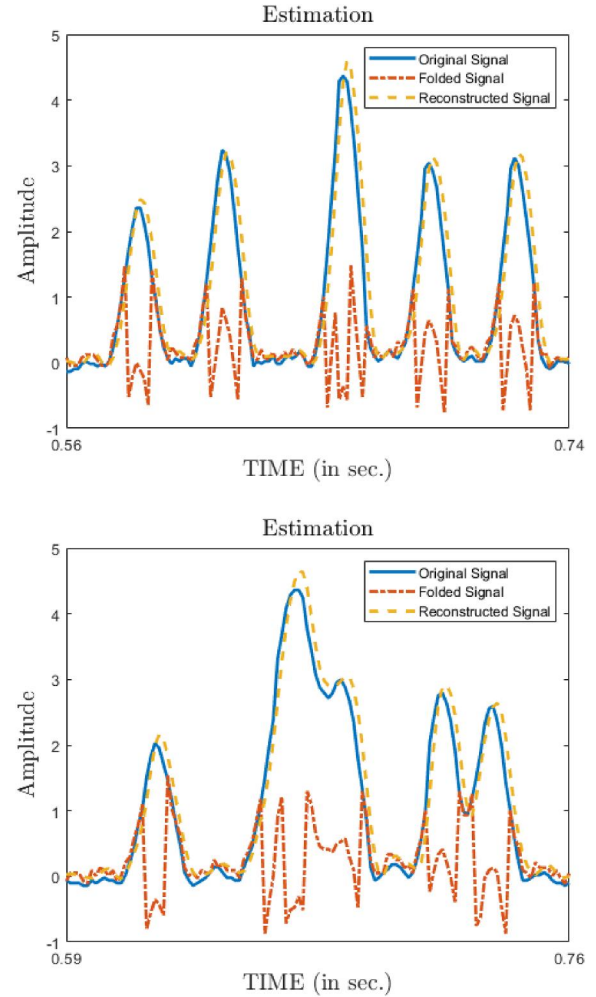 Estimation
5
Original Signal
Folded Signal
Reconstructed Signal
4
3
2
1
0
-1
Amplitude
0.56
0.74
TIME (in sec.)
Estimation
5
Original Signal
Folded Signal
Reconstructed Signal
4
3
2
1
0
-1
Amplitude
0.59
0.76
TIME (in sec.)